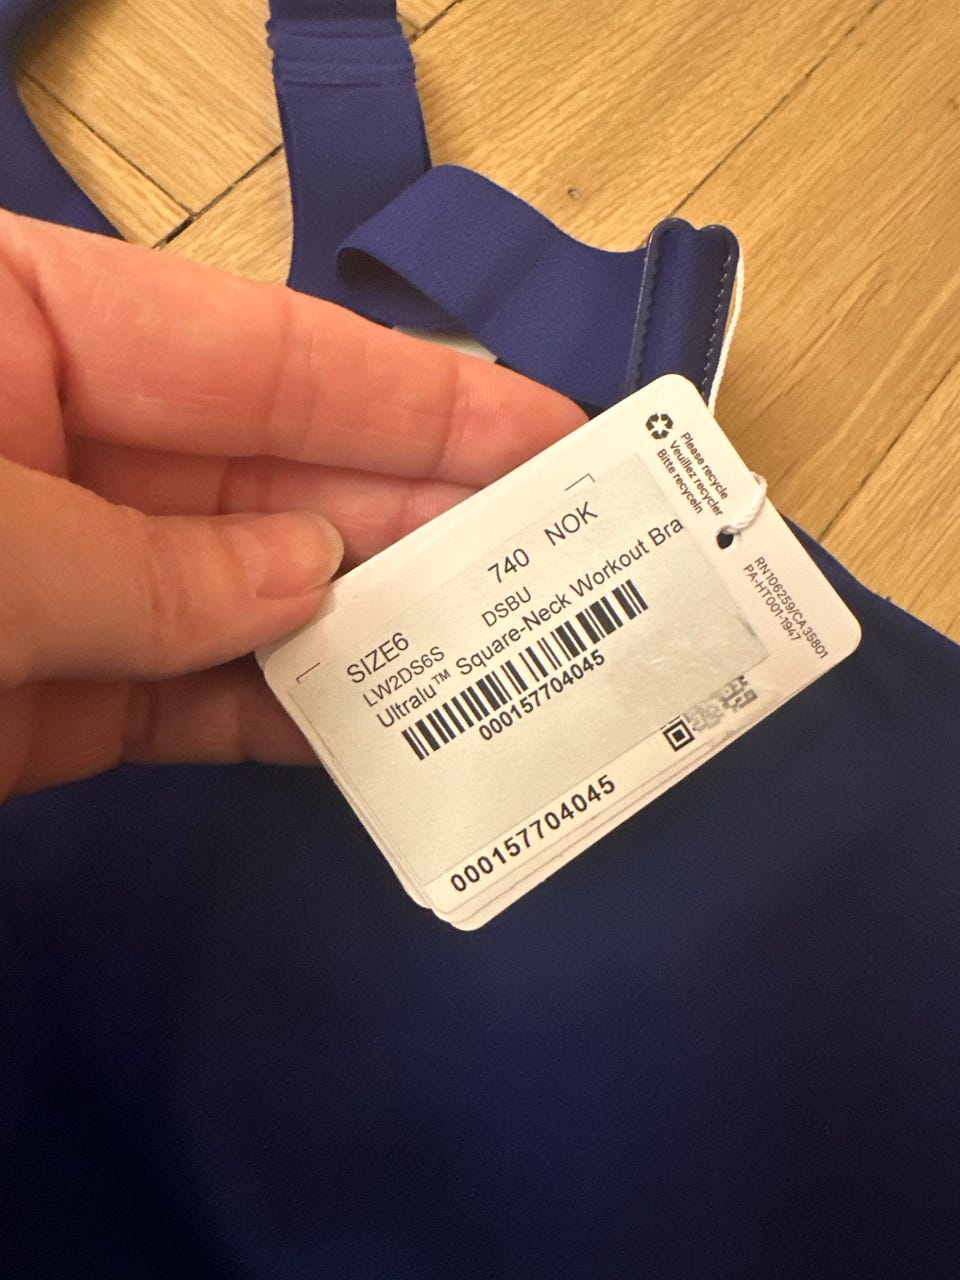 Please recycle
Veuillez recycler
Bitte recyceln
RN106259/CA35801
PA-HT001-1947
740 NOK
SIZE6 DSBU
LW2DS6S
Ultralu™ Square-Neck Workout Bra
000157704045
000157704045